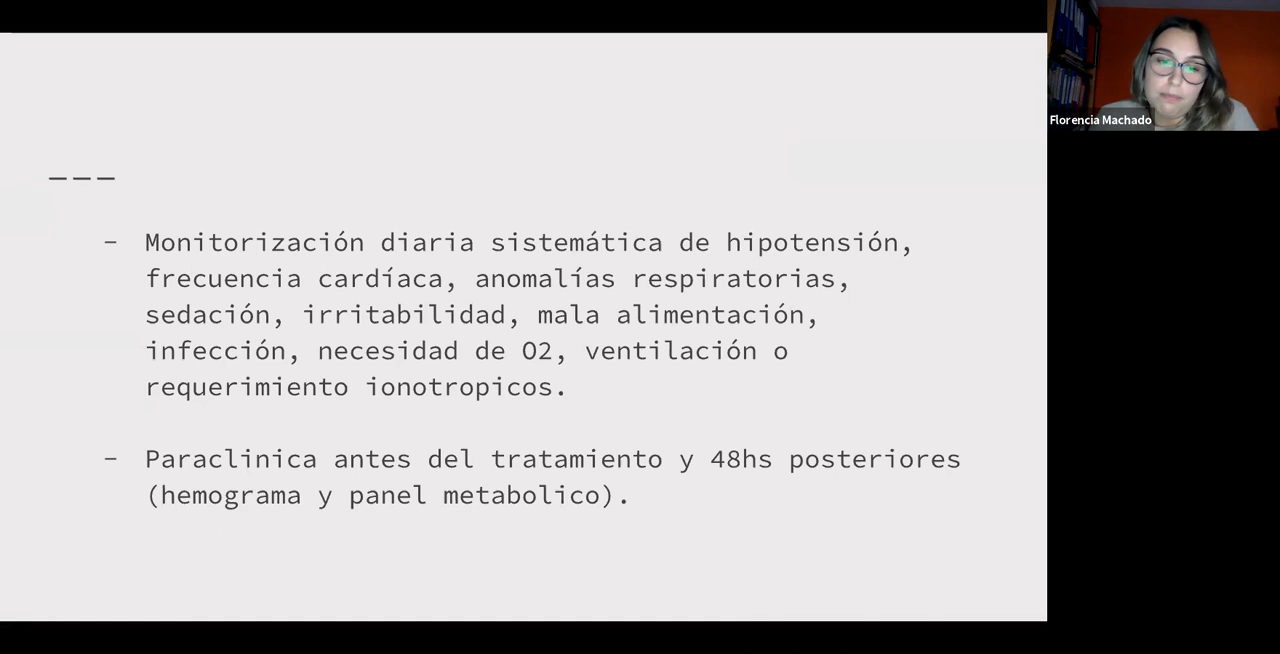 ---
- Monitorización diaria sistemática de hipotensión,
frecuencia cardíaca, anomalías respiratorias,
sedación, irritabilidad, mala alimentación,
infección, necesidad de O2, ventilación o
requerimiento ionotropicos.
- Paraclinica antes del tratamiento y 48hs posteriores
(hemograma y panel metabolico).
Florencia Machado